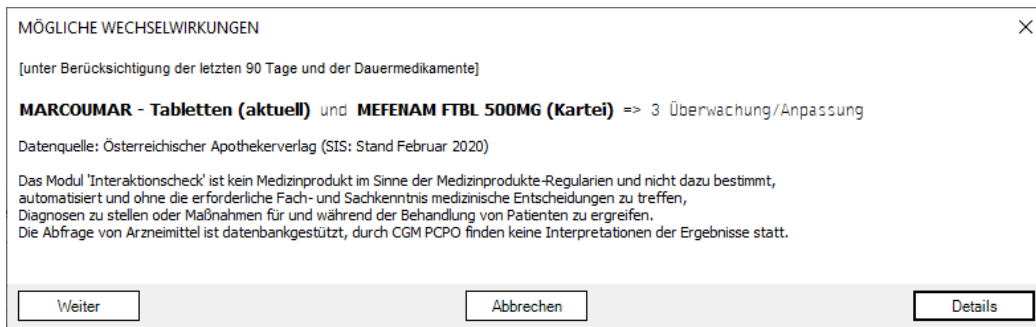 MÖGLICHE WECHSELWIRKUNGEN
[unter Berücksichtigung der letzten 90 Tage und der Dauermedikamente]
MARCOUMAR - Tabletten (aktuell) und MEFENAM FTBL 500MG (Kartei) => 3 Überwachung/Anpassung
Datenquelle: Österreichischer Apothekerverlag (SIS: Stand Februar 2020)
Das Modul 'Interaktionscheck' ist kein Medizinprodukt im Sinne der Medizinprodukte-Regularien und nicht dazu bestimmt,
automatisiert und ohne die erforderliche Fach- und Sachkenntnis medizinische Entscheidungen zu treffen,
Diagnosen zu stellen oder Maßnahmen für und während der Behandlung von Patienten zu ergreifen.
Die Abfrage von Arzneimittel ist datenbankgestützt, durch CGM PCPO finden keine Interpretationen der Ergebnisse statt.
Weiter Abbrechen Details